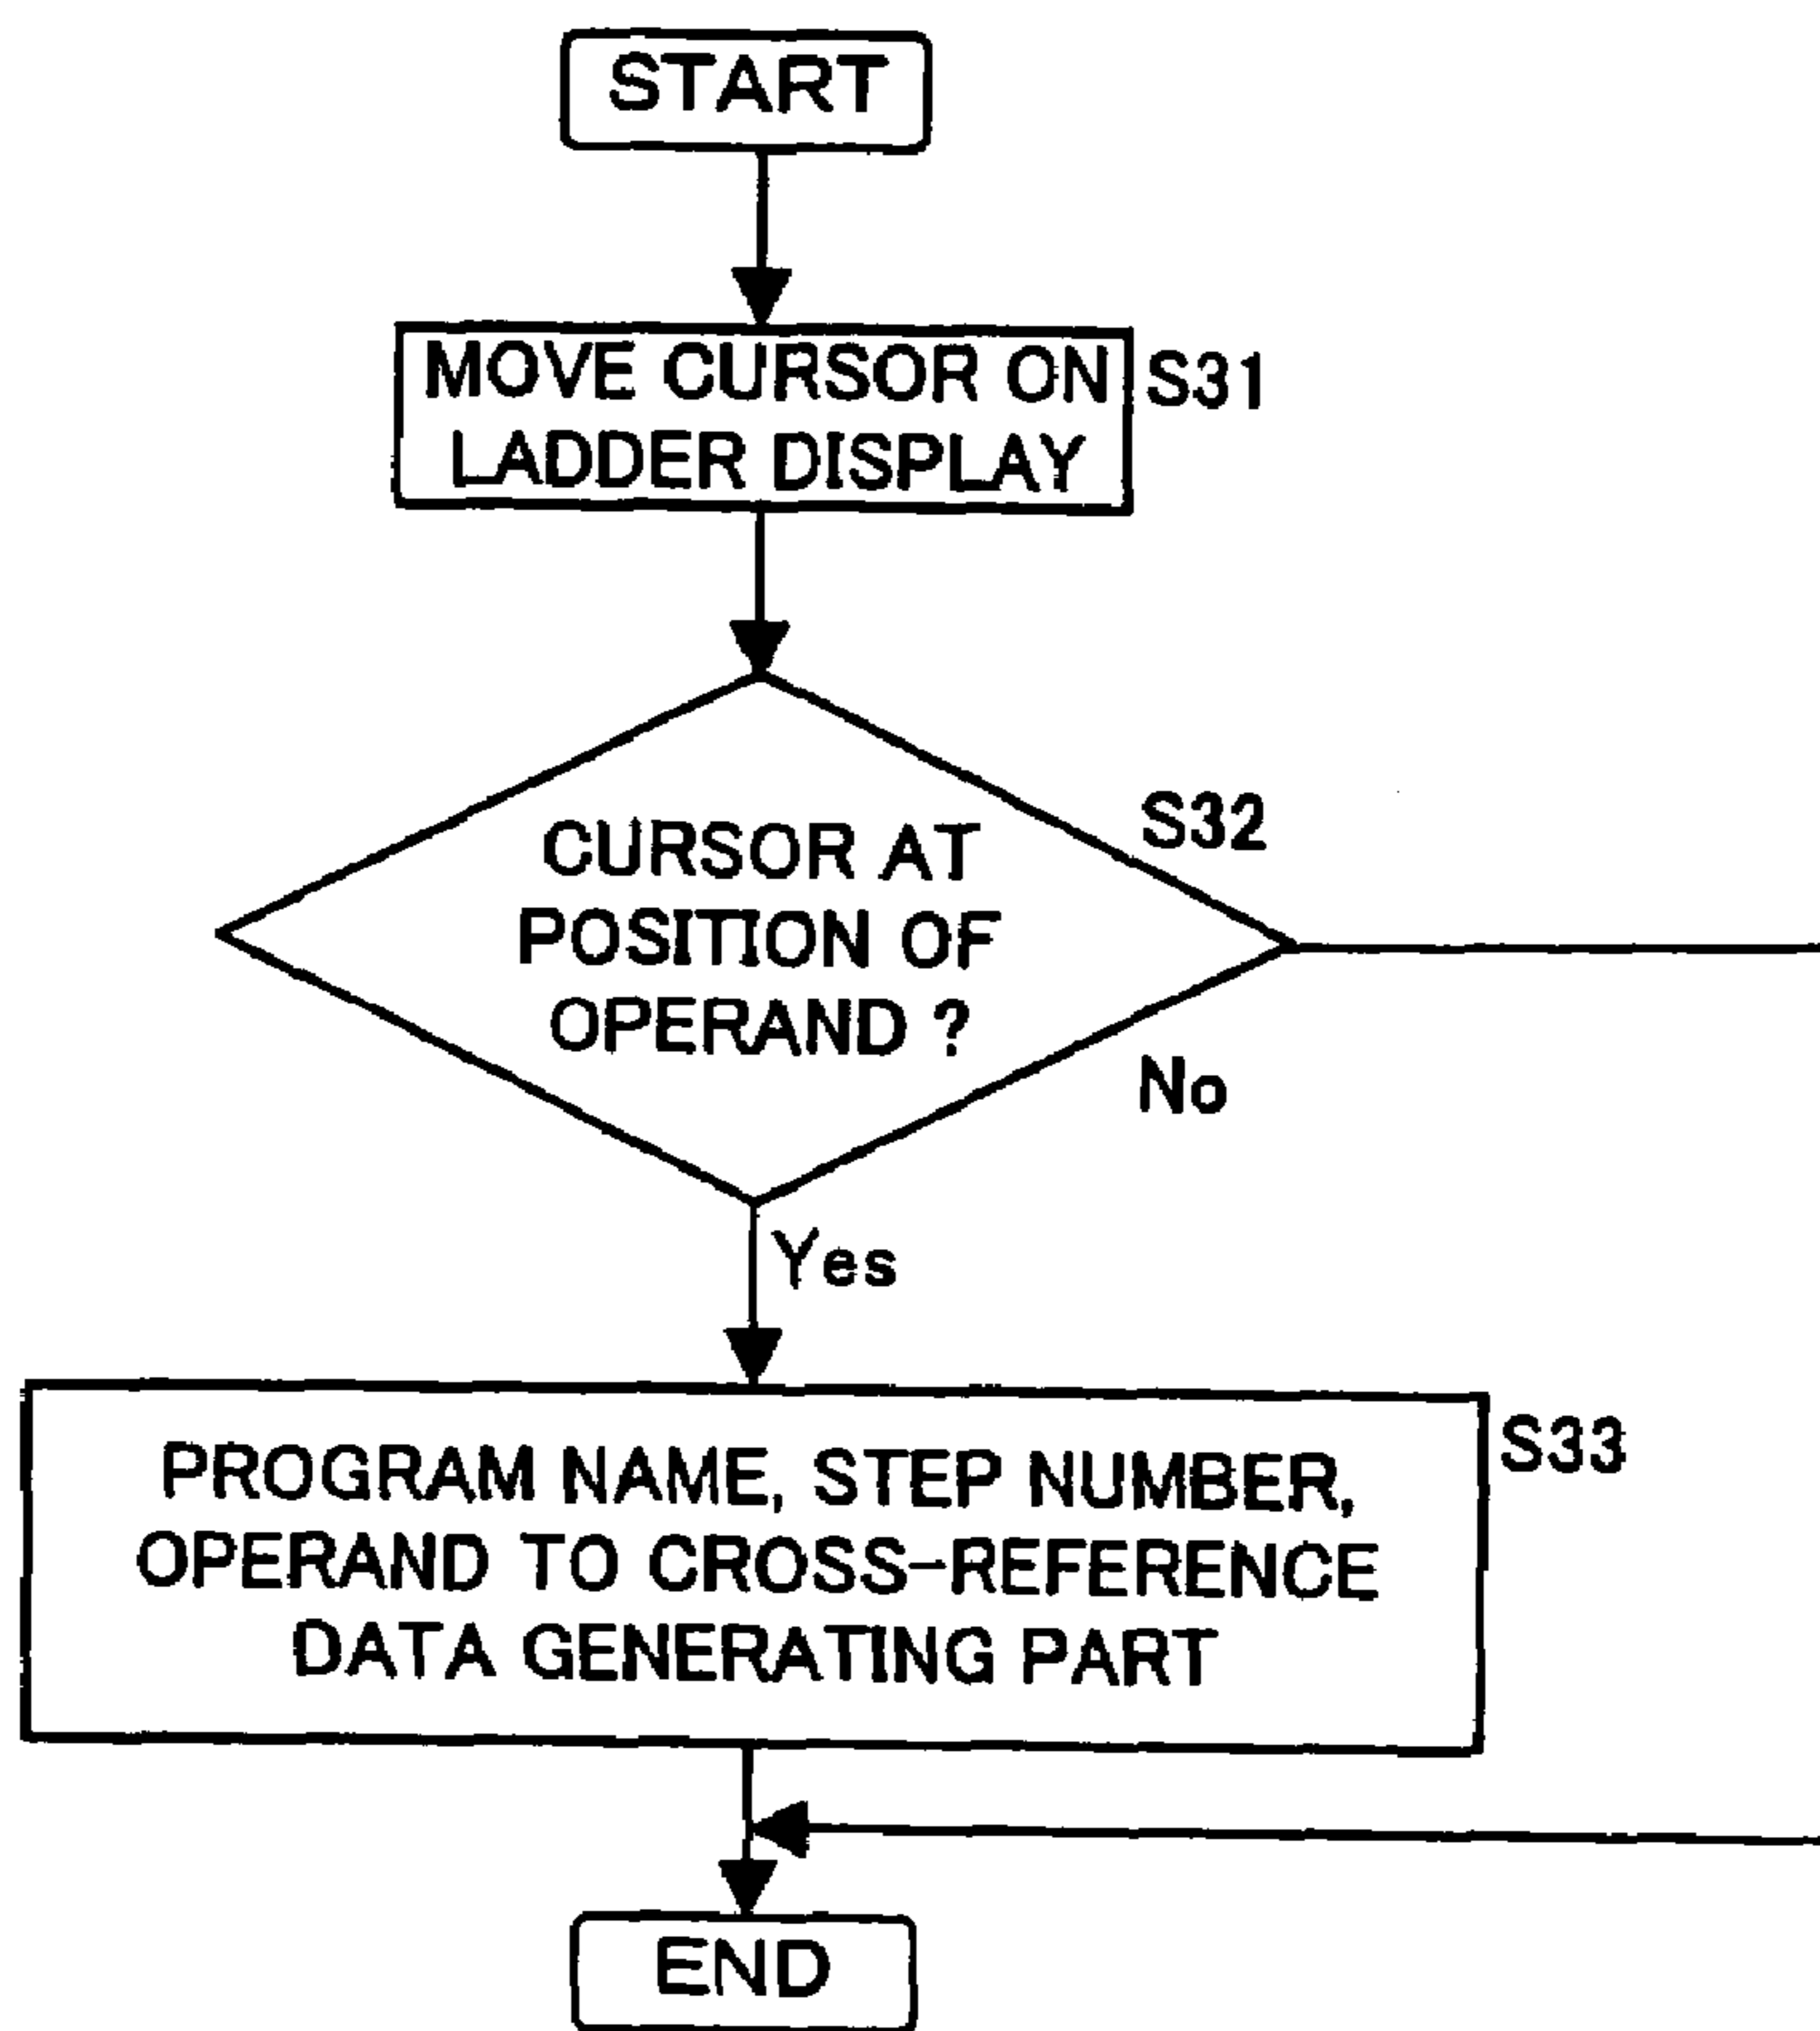 START
MOVE CURSOR ON
LADDER DISPLAY
S31
S32
CURSOR AT
POSITION OF
OPERAND ?
No
Yes
S33
PROGRAM NAME, STEP NUMBER,
OPERAND TO CROSS-REFERENCE
DATA GENERATING PART
END